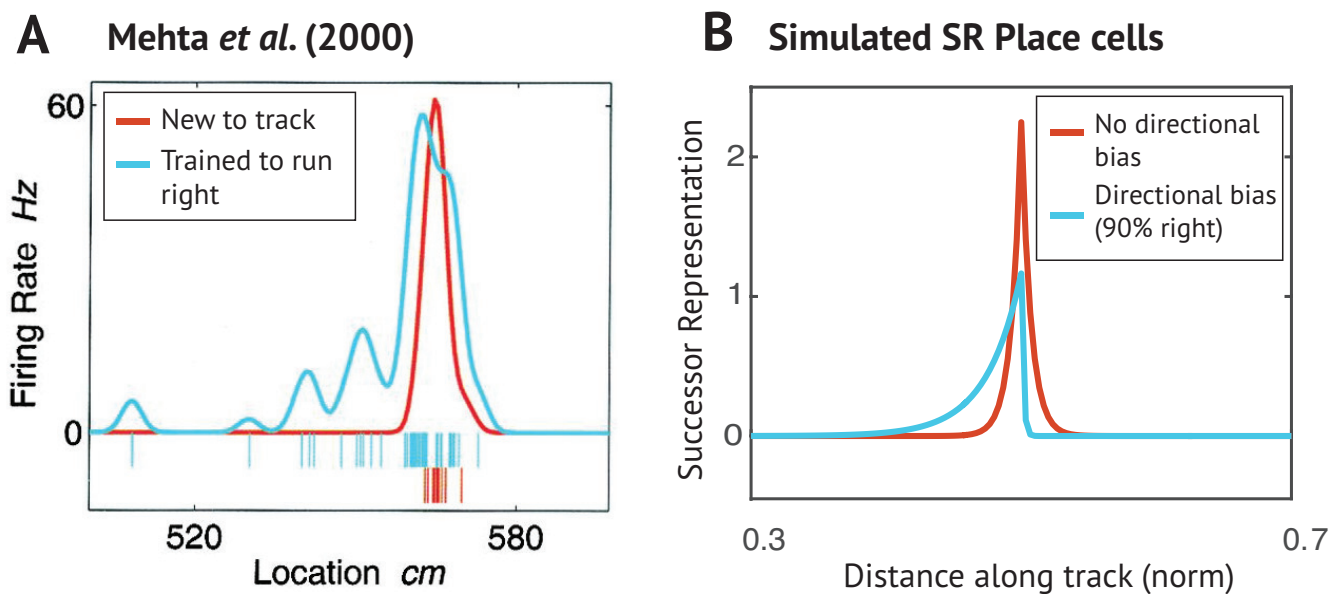 A Mehta et al. (2000)
60
New to track
Trained to run
right
Firing Rate Hz
0
520
580
Location cm
B Simulated SR Place cells
No directional
bias
Directional bias
(90% right)
2
1
0
Successor Representation
0.3
0.7
Distance along track (norm)